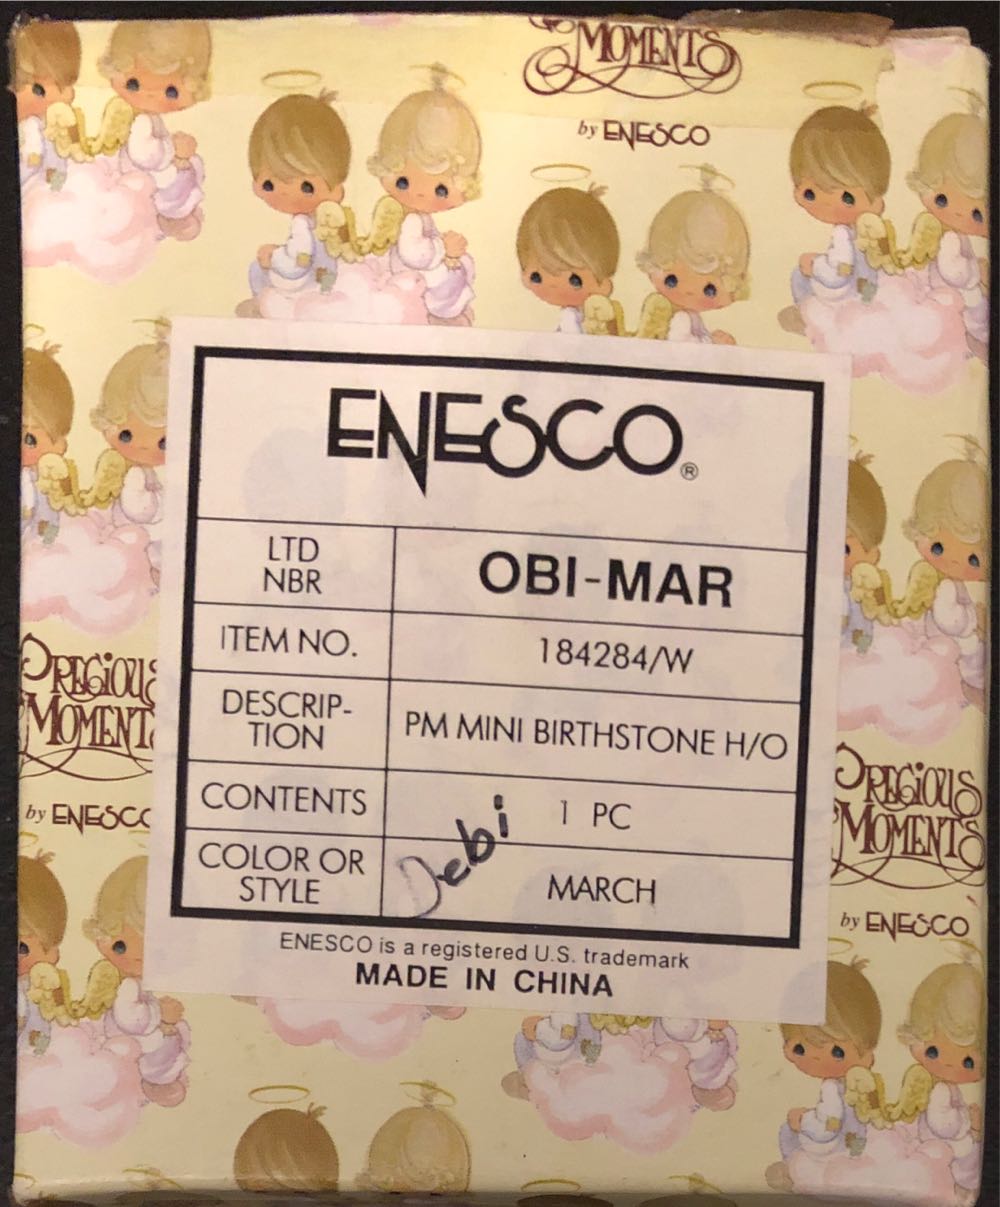 MOMENTS
by ENESCO
ENESCO®
LTD
NBR
OBI-MAR
ITEM NO.
184284/W
DESCRIP-
TION
PM MINI BIRTHSTONE H/O
CONTENTS
1 PC
Debi
COLOR OR
STYLE
MARCH
ENESCO is a registered U.S. trademark
MADE IN CHINA
PRECIOUS
MOMENTS
by ENESCO
PRECIOUS
MOMENTS
by ENESCO